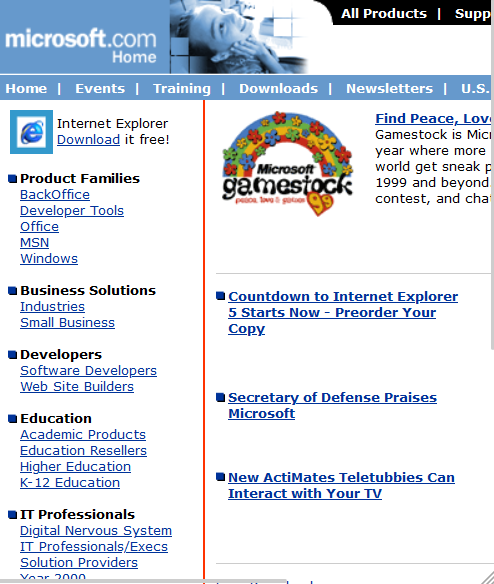 All Products | Supp
microsoft.com
Home
Home | Events | Training | Downloads | Newsletters | U.S.
Internet Explorer
Download it free!
Product Families
BackOffice
Developer Tools
Office
MSN
Windows
Business Solutions
Industries
Small Business
Developers
Software Developers
Web Site Builders
Education
Academic Products
Education Resellers
Higher Education
K-12 Education
IT Professionals
Digital Nervous System
IT Professionals/Execs
Solution Providers
Year 2000
Microsoft
gamestock
peace, love & games 99
Find Peace, Lov
Gamestock is Micr
year where more
world get sneak p
1999 and beyond
contest, and cha
Countdown to Internet Explorer
5 Starts Now - Preorder Your
Copy
Secretary of Defense Praises
Microsoft
New ActiMates Teletubbies Can
Interact with Your TV